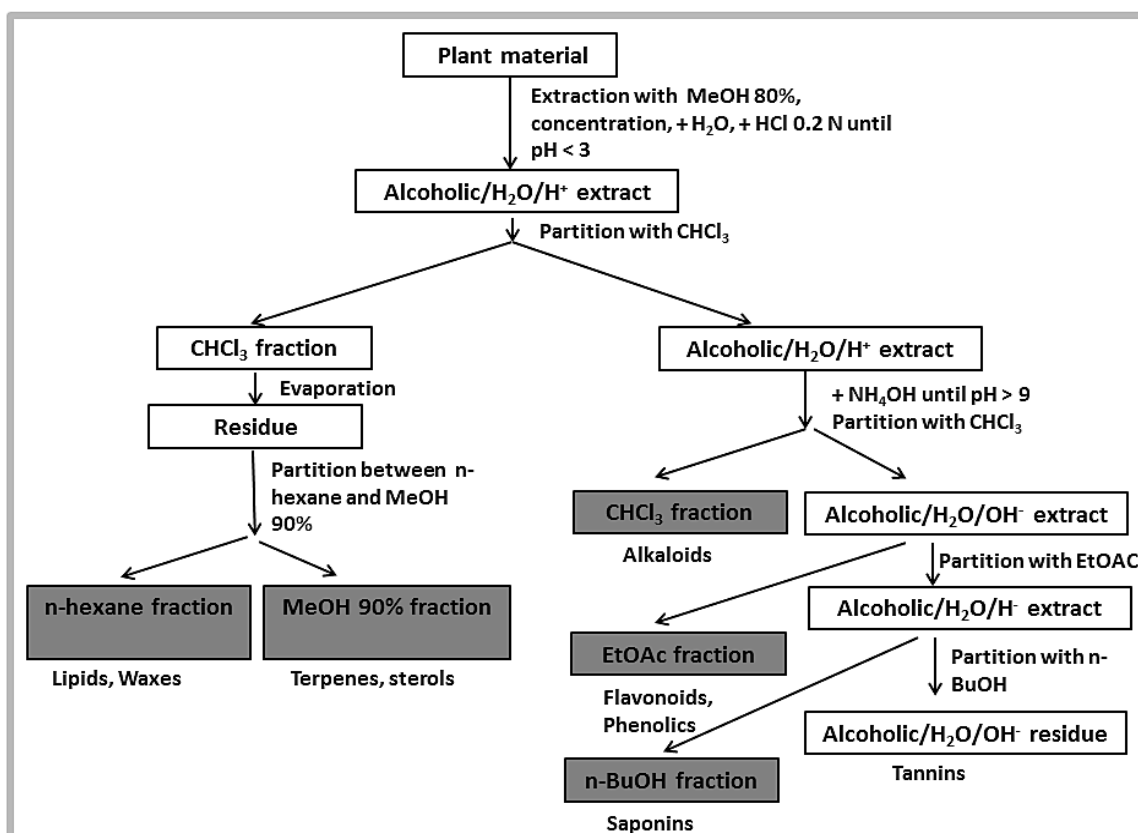 Plant material
Extraction with MeOH 80%,
concentration, + H₂O, + HCl 0.2 N until
pH < 3
Alcoholic/H₂O/H⁺ extract
Partition with CHCl₃
CHCl₃ fraction
Evaporation
Residue
Partition between n-
hexane and MeOH
90%
n-hexane fraction
Lipids, Waxes
MeOH 90% fraction
Terpenes, sterols
Alcoholic/H₂O/H⁺ extract
+ NH₄OH until pH > 9
Partition with CHCl₃
CHCl₃ fraction
Alkaloids
Alcoholic/H₂O/OH⁻ extract
Partition with EtOAC
Alcoholic/H₂O/H⁻ extract
EtOAc fraction
Flavonoids,
Phenolics
Partition with n-
BuOH
Alcoholic/H₂O/OH⁻ residue
Tannins
n-BuOH fraction
Saponins